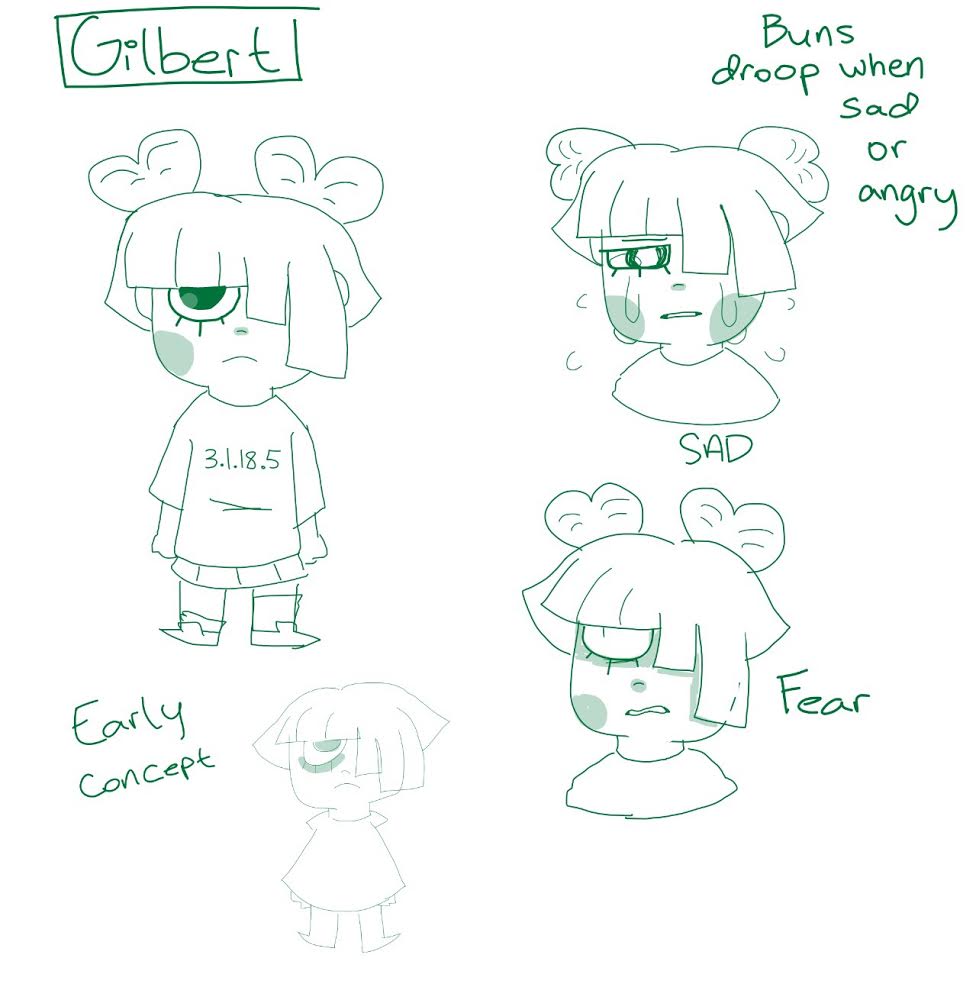 Gilbert
Buns
droop when
sad
or
angry
3.1.18.5
SAD
Fear
Early
concept